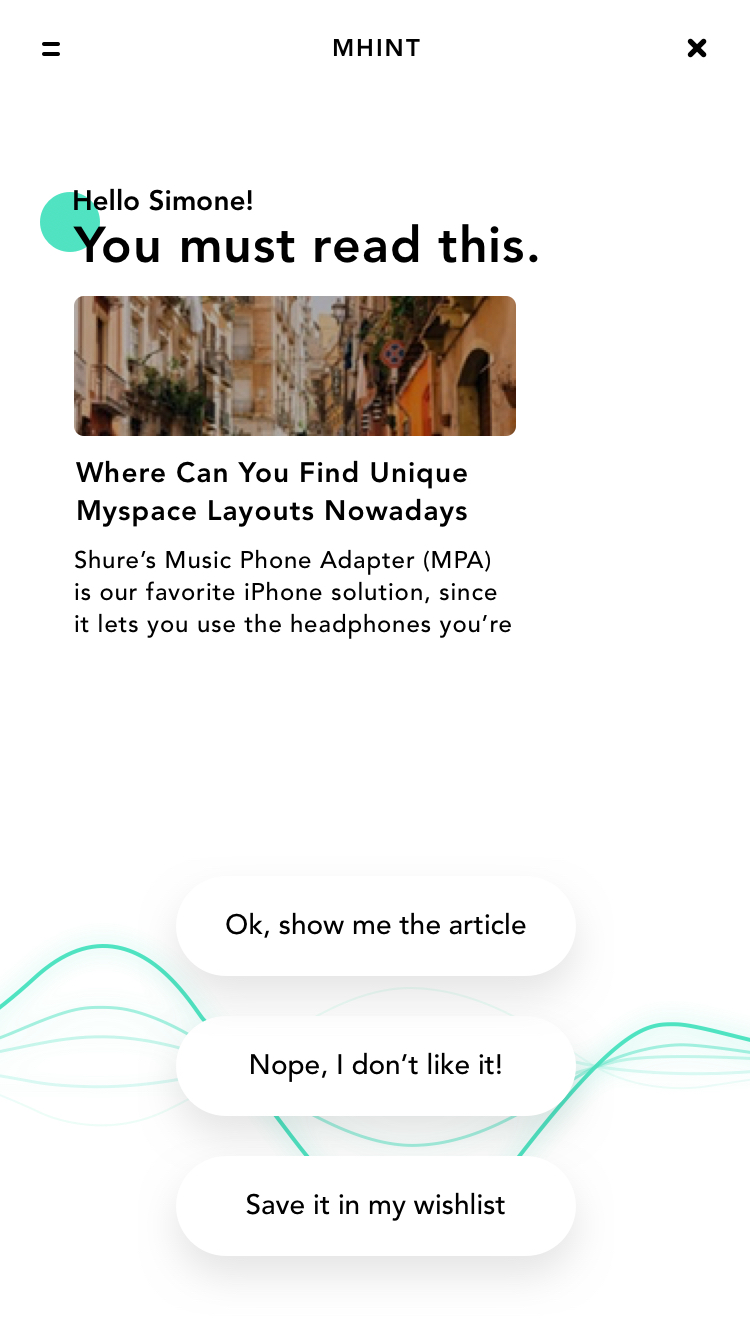 MHINT
Hello Simone!
You must read this.
Where Can You Find Unique
Myspace Layouts Nowadays
Shure’s Music Phone Adapter (MPA)
is our favorite iPhone solution, since
it lets you use the headphones you’re
Ok, show me the article
Nope, I don’t like it!
Save it in my wishlist